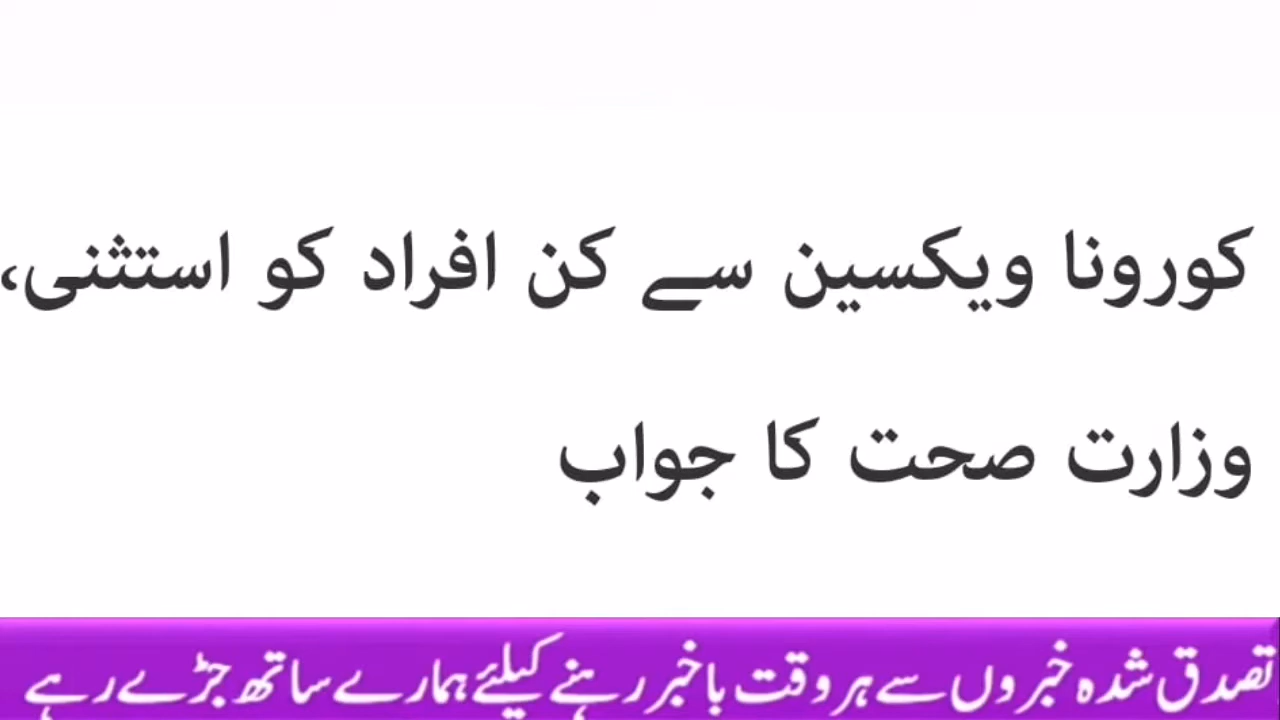 کورونا ویکسین سے کن افراد کو استثنی،
وزارت صحت کا جواب
تصدق شدہ خبروں سے ہر وقت باخبر رہنے کیلئے ہمارے ساتھ جڑے رہے